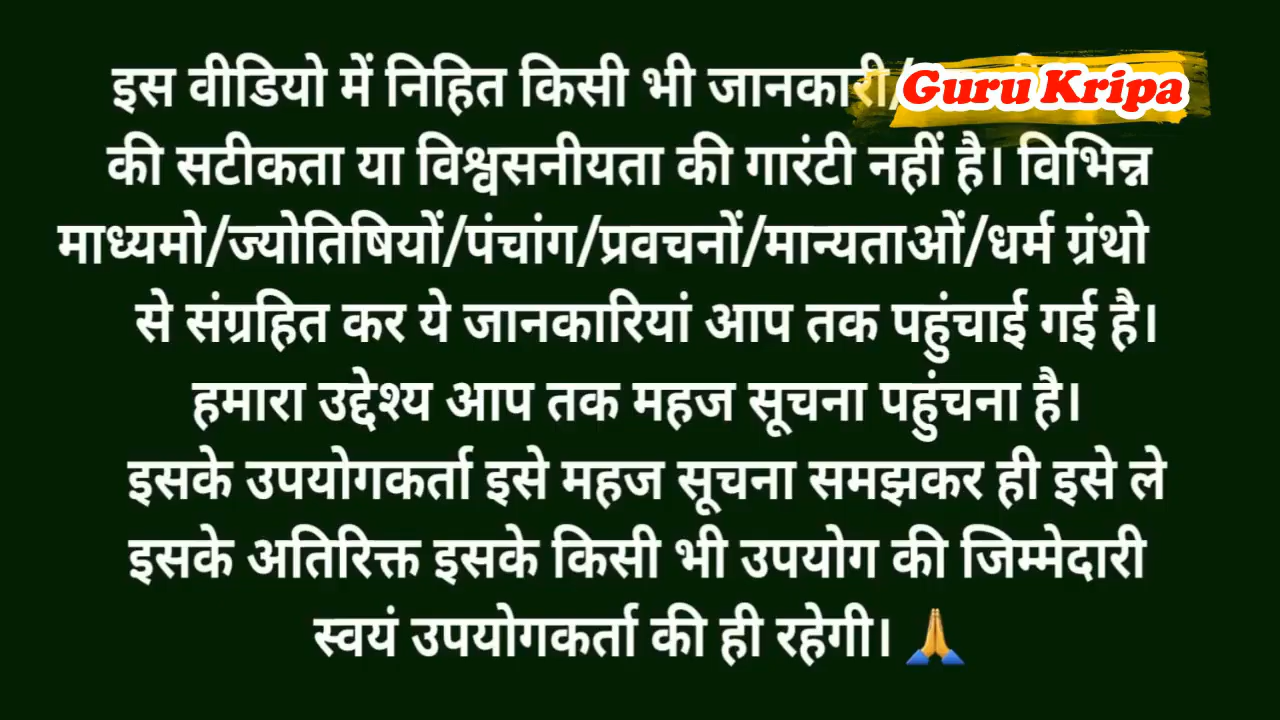 इस वीडियो में निहित किसी भी जानकारी/
Guru Kripa
की सटीकता या विश्वसनीयता की गारंटी नहीं है। विभिन्न
माध्यमो/ज्योतिषियों/पंचांग/प्रवचनों/मान्यताओं/धर्म ग्रंथो
से संग्रहित कर ये जानकारियां आप तक पहुंचाई गई है।
हमारा उद्देश्य आप तक महज सूचना पहुंचना है।
इसके उपयोगकर्ता इसे महज सूचना समझकर ही इसे ले
इसके अतिरिक्त इसके किसी भी उपयोग की जिम्मेदारी
स्वयं उपयोगकर्ता की ही रहेगी। 🙏